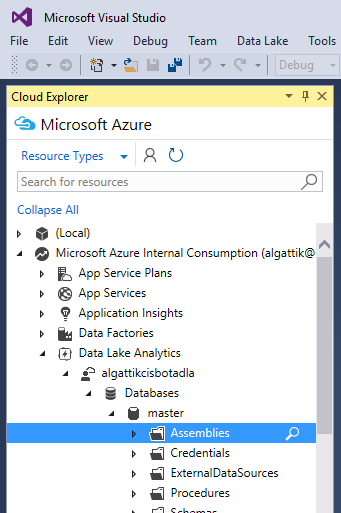 Microsoft Visual Studio
File Edit View Debug Team Data Lake Tools
Debug
Cloud Explorer
Microsoft Azure
Resource Types
Search for resources
Collapse All
(Local)
Microsoft Azure Internal Consumption (algattik@
App Service Plans
App Services
Application Insights
Data Factories
Data Lake Analytics
algattikcisbotadla
Databases
master
Assemblies
Credentials
ExternalDataSources
Procedures
Schemas